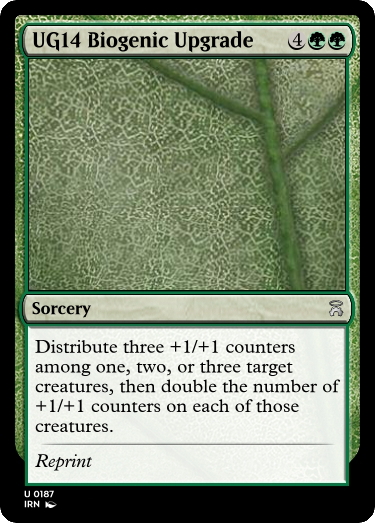 UG14 Biogenic Upgrade 4
Sorcery
Distribute three +1/+1 counters
among one, two, or three target
creatures, then double the number of
+1/+1 counters on each of those
creatures.
Reprint
U 0187
IRN